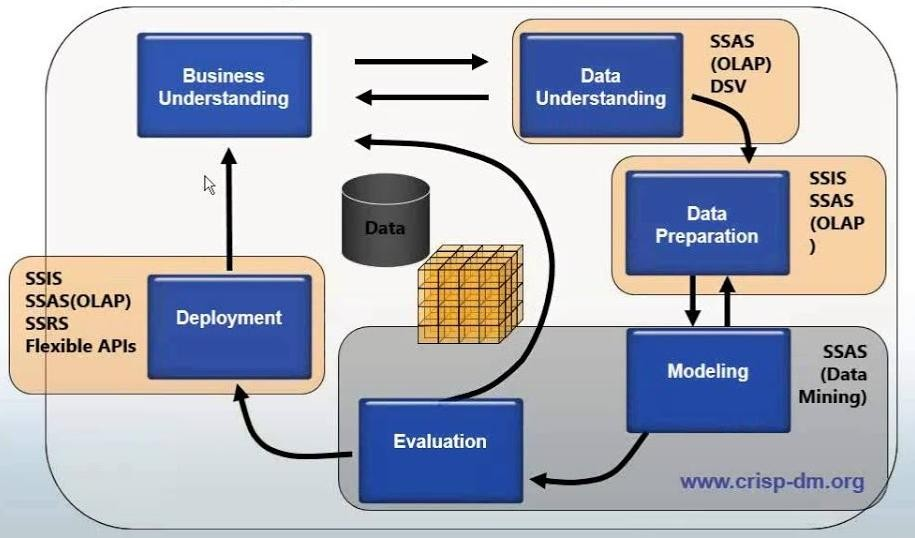 Business
Understanding
Data
Understanding
SSAS
(OLAP)
DSV
Data
Preparation
SSIS
SSAS
(OLAP
)
Data
SSIS
SSAS(OLAP)
SSRS
Flexible APIs
Deployment
Modeling
SSAS
(Data
Mining)
Evaluation
www.crisp-dm.org